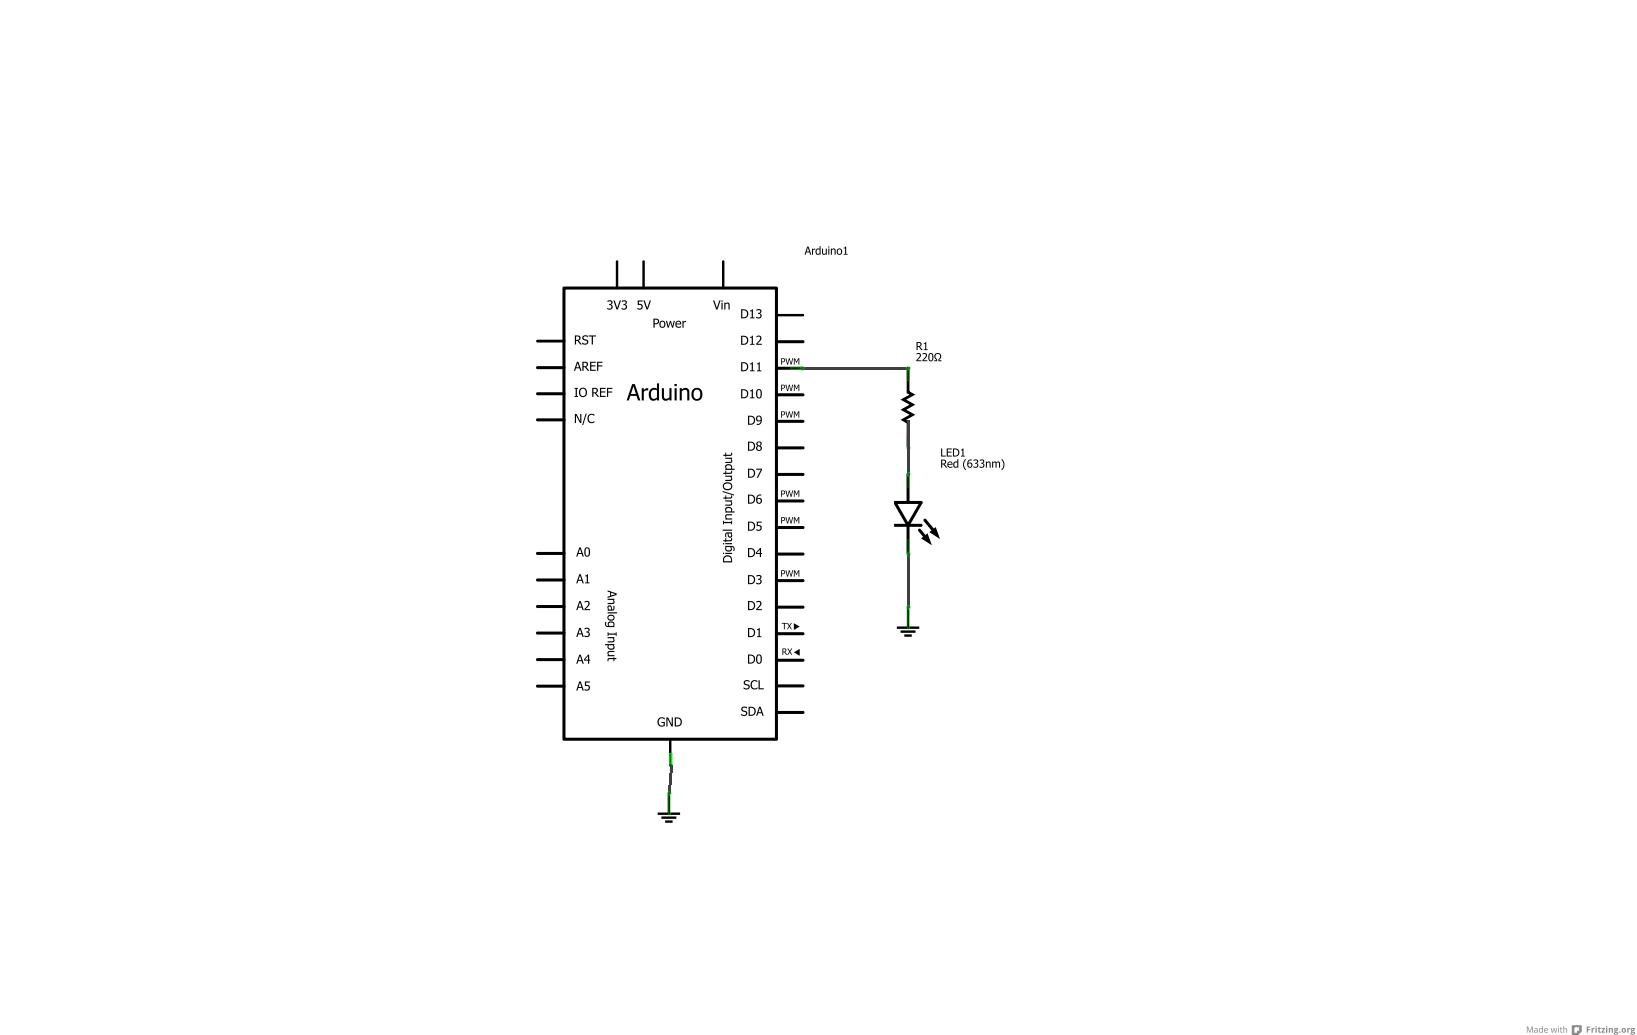 Arduino1
3V3 5V Vin
Power
D13
RST
D12
AREF
D11
PWM
R1
220Ω
IO REF
Arduino
D10
PWM
N/C
D9
PWM
D8
LED1
Red (633nm)
D7
D6
PWM
Digital Input/Output
D5
PWM
A0
D4
A1
D3
PWM
A2
D2
Analog Input
A3
D1
TX▶
A4
D0
RX◀
A5
SCL
SDA
GND
Made with Fritzing.org